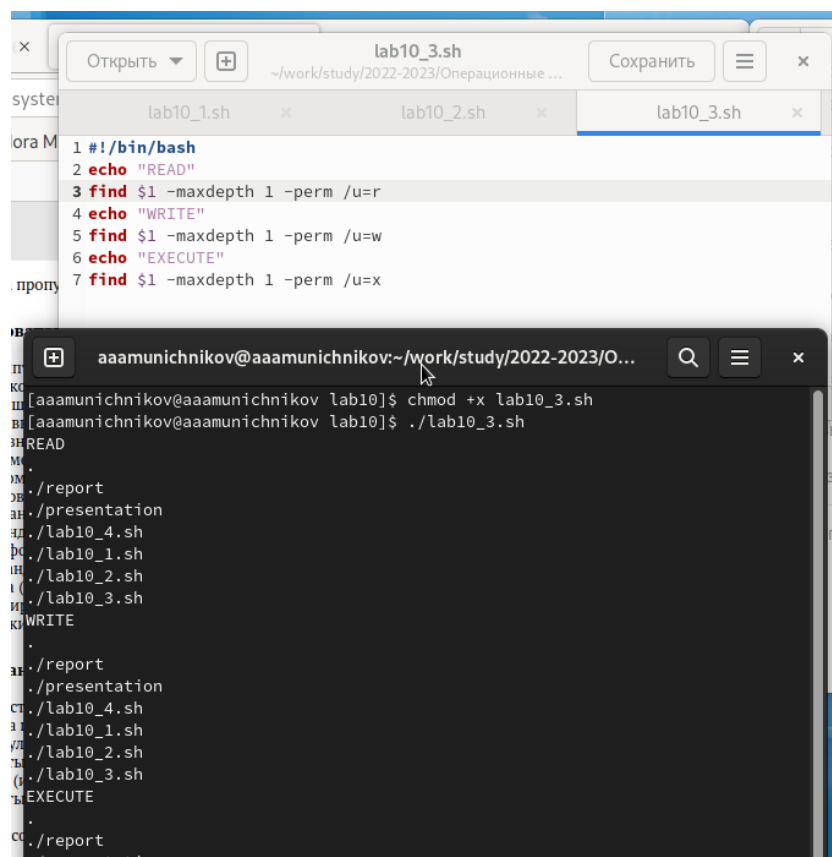 Открыть
lab10_3.sh
~/work/study/2022-2023/Операционные ...
Сохранить
lab10_1.sh
lab10_2.sh
lab10_3.sh
1 #!/bin/bash
2 echo "READ"
3 find $1 -maxdepth 1 -perm /u=r
4 echo "WRITE"
5 find $1 -maxdepth 1 -perm /u=w
6 echo "EXECUTE"
7 find $1 -maxdepth 1 -perm /u=x
aaamunichnikov@aaamunichnikov:~/work/study/2022-2023/O...
[aaamunichnikov@aaamunichnikov lab10]$ chmod +x lab10_3.sh
[aaamunichnikov@aaamunichnikov lab10]$ ./lab10_3.sh
READ
.
./report
./presentation
./lab10_4.sh
./lab10_1.sh
./lab10_2.sh
./lab10_3.sh
WRITE
.
./report
./presentation
./lab10_4.sh
./lab10_1.sh
./lab10_2.sh
./lab10_3.sh
EXECUTE
.
./report